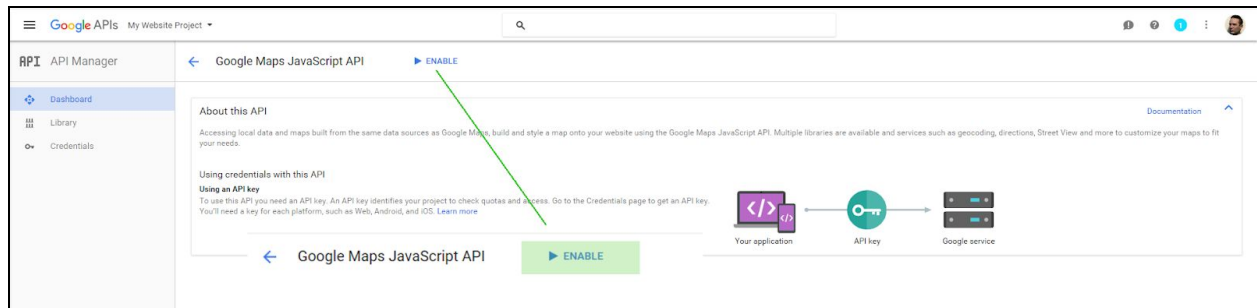 Google APIs My Website Project
1
API API Manager
Google Maps JavaScript API ENABLE
Dashboard
Library
Credentials
About this API
Documentation
Accessing local data and maps built from the same data sources as Google Maps, build and style a map onto your website using the Google Maps JavaScript API. Multiple libraries are available and services such as geocoding, directions, Street View and more to customize your maps to fit
your needs.
Using credentials with this API
Using an API key
To use this API you need an API key. An API key identifies your project to check quotas and access. Go to the Credentials page to get an API key.
You'll need a key for each platform, such as Web, Android, and iOS. Learn more
</>
</>
Your application
API key
Google service
Google Maps JavaScript API ENABLE